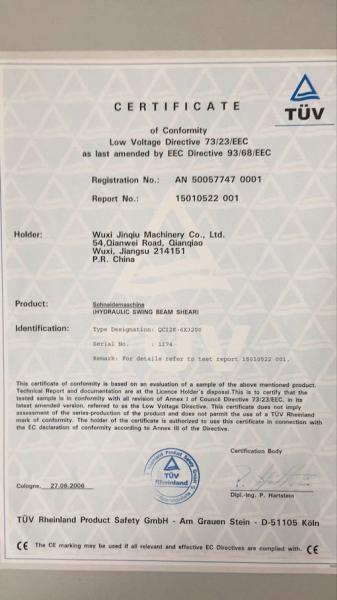 TÜV
CERTIFICATE
of Conformity
Low Voltage Directive 73/23/EEC
as last amended by EEC Directive 93/68/EEC
Registration No.: AN 50057747 0001
Report No.: 15010522 001
Holder: Wuxi Jinqiu Machinery Co., Ltd.
54,Qianwei Road, Qianqiao
Wuxi, Jiangsu 214151
P.R. China
Product: Schneidemaschine
(HYDRAULIC SWING BEAM SHEAR)
Identification: Type Designation: QC12K-6X3200
Serial No. : 1274
Remark: For details refer to test report 15010522 001.
This certificate of conformity is based on an evaluation of a sample of the above mentioned product.
Technical Report and documentation are at the Licence Holder's disposal.This is to certify that the
tested sample is in conformity with all revision of Annex I of Council Directive 73/23/EEC, in its
latest amended version, referred to as the Low Voltage Directive. This certificate does not imply
assessment of the series-production of the product and does not permit the use of a TÜV Rheinland
mark of conformity. The holder of the certificate is authorized to use this certificate in connection with
the EC declaration of conformity according to Annex III of the Directive.
Certification Body
TÜV
Rheinland
Cologne, 27.06.2006
Dipl.-Ing. P. Hartstein
TÜV Rheinland Product Safety GmbH - Am Grauen Stein - D-51105 Köln
CE The CE marking may be used if all relevant and effective EC Directives are complied with. CE